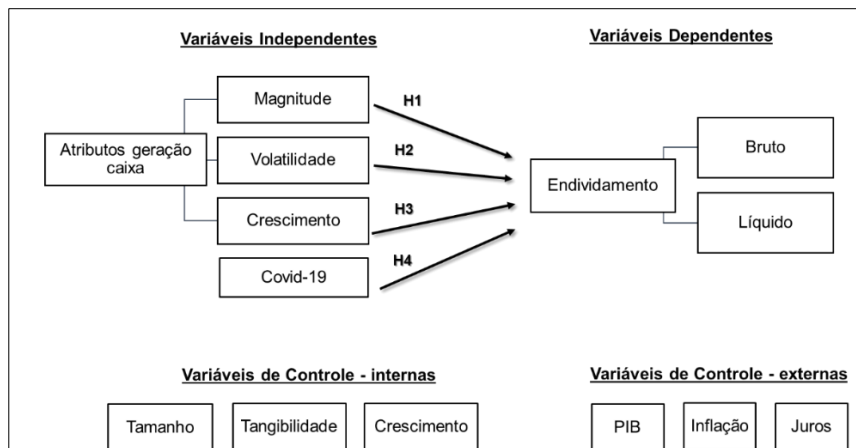 Variáveis Independentes
Variáveis Dependentes
Magnitude
H1
Atributos geração
caixa
Volatilidade
H2
Bruto
Endividamento
Crescimento
H3
Líquido
Covid-19
H4
Variáveis de Controle - internas
Variáveis de Controle - externas
Tamanho
Tangibilidade
Crescimento
PIB
Inflação
Juros